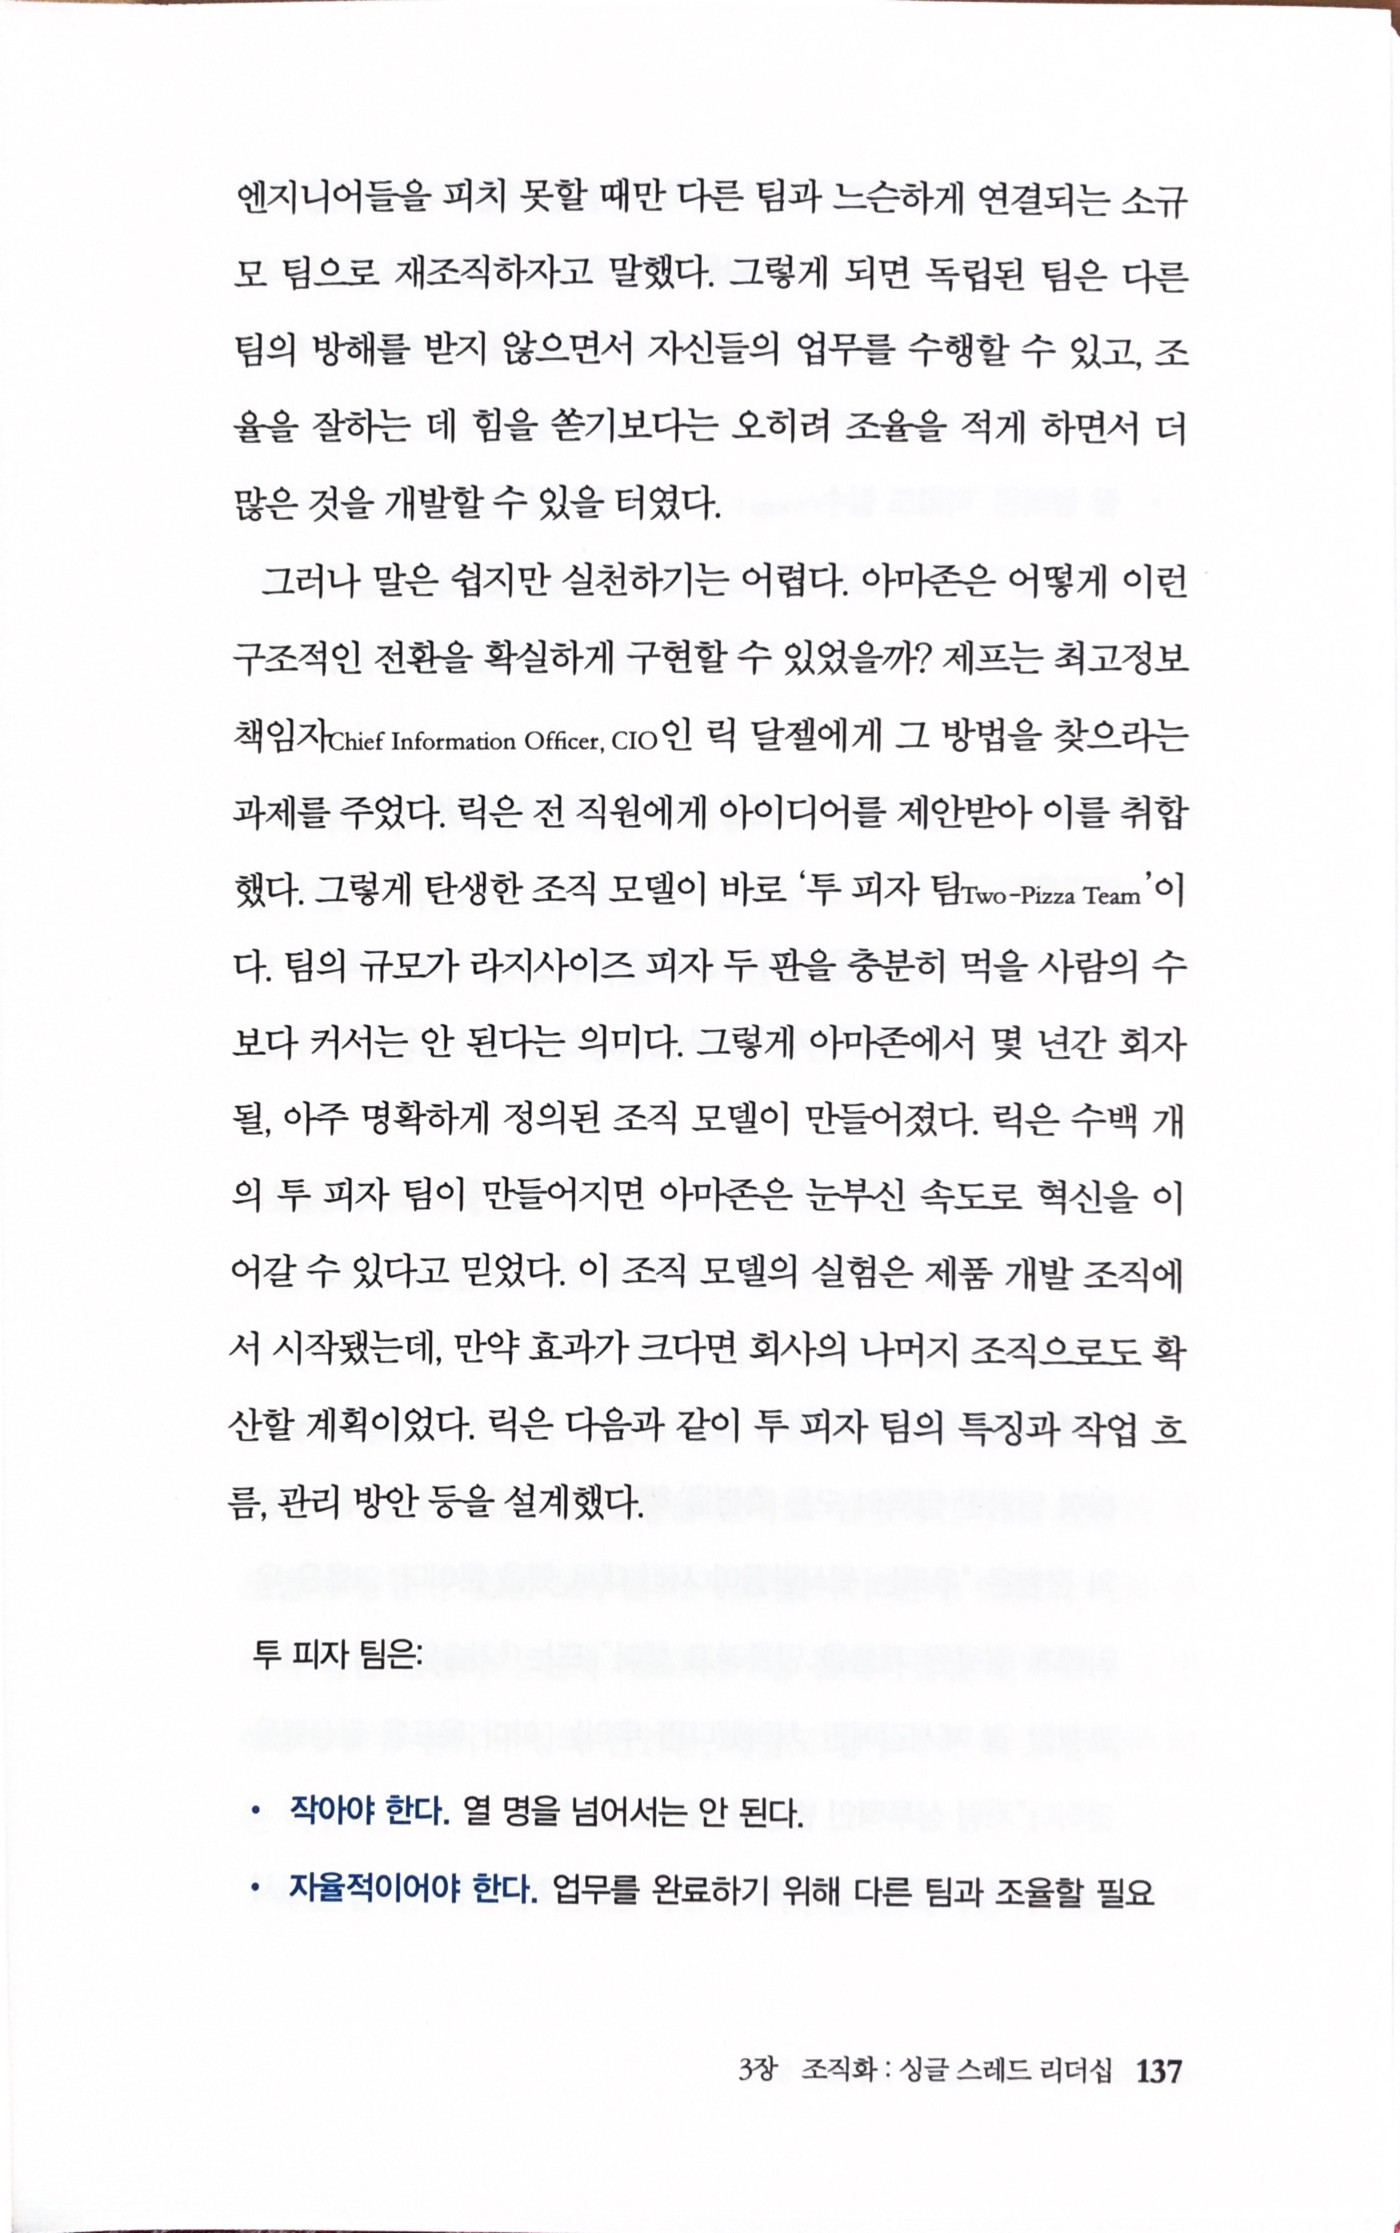 엔지니어들을 피치 못할 때만 다른 팀과 느슨하게 연결되는 소규
모 팀으로 재조직하자고 말했다. 그렇게 되면 독립된 팀은 다른
팀의 방해를 받지 않으면서 자신들의 업무를 수행할 수 있고, 조
율을 잘하는 데 힘을 쏟기보다는 오히려 조율을 적게 하면서 더
많은 것을 개발할 수 있을 터였다.
그러나 말은 쉽지만 실천하기는 어렵다. 아마존은 어떻게 이런
구조적인 전환을 확실하게 구현할 수 있었을까? 제프는 최고정보
책임자Chief Information Officer, CIO인 릭 달젤에게 그 방법을 찾으라는
과제를 주었다. 릭은 전 직원에게 아이디어를 제안받아 이를 취합
했다. 그렇게 탄생한 조직 모델이 바로 ‘투 피자 팀Two-Pizza Team’이
다. 팀의 규모가 라지사이즈 피자 두 판을 충분히 먹을 사람의 수
보다 커서는 안 된다는 의미다. 그렇게 아마존에서 몇 년간 회자
될, 아주 명확하게 정의된 조직 모델이 만들어졌다. 릭은 수백 개
의 투 피자 팀이 만들어지면 아마존은 눈부신 속도로 혁신을 이
어갈 수 있다고 믿었다. 이 조직 모델의 실험은 제품 개발 조직에
서 시작됐는데, 만약 효과가 크다면 회사의 나머지 조직으로도 확
산할 계획이었다. 릭은 다음과 같이 투 피자 팀의 특징과 작업 흐
름, 관리 방안 등을 설계했다.
투 피자 팀은:
• 작아야 한다. 열 명을 넘어서는 안 된다.
• 자율적이어야 한다. 업무를 완료하기 위해 다른 팀과 조율할 필요
3장 조직화 : 싱글 스레드 리더십 137